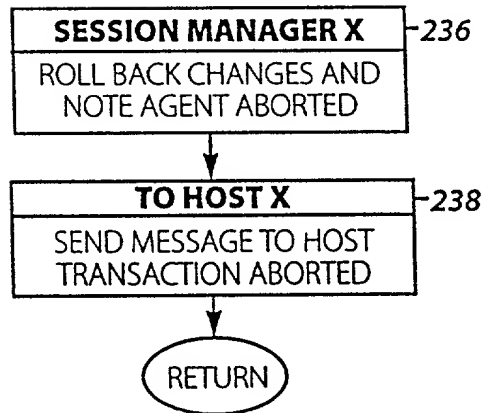 SESSION MANAGER X
236
ROLL BACK CHANGES AND
NOTE AGENT ABORTED
TO HOST X
238
SEND MESSAGE TO HOST
TRANSACTION ABORTED
RETURN